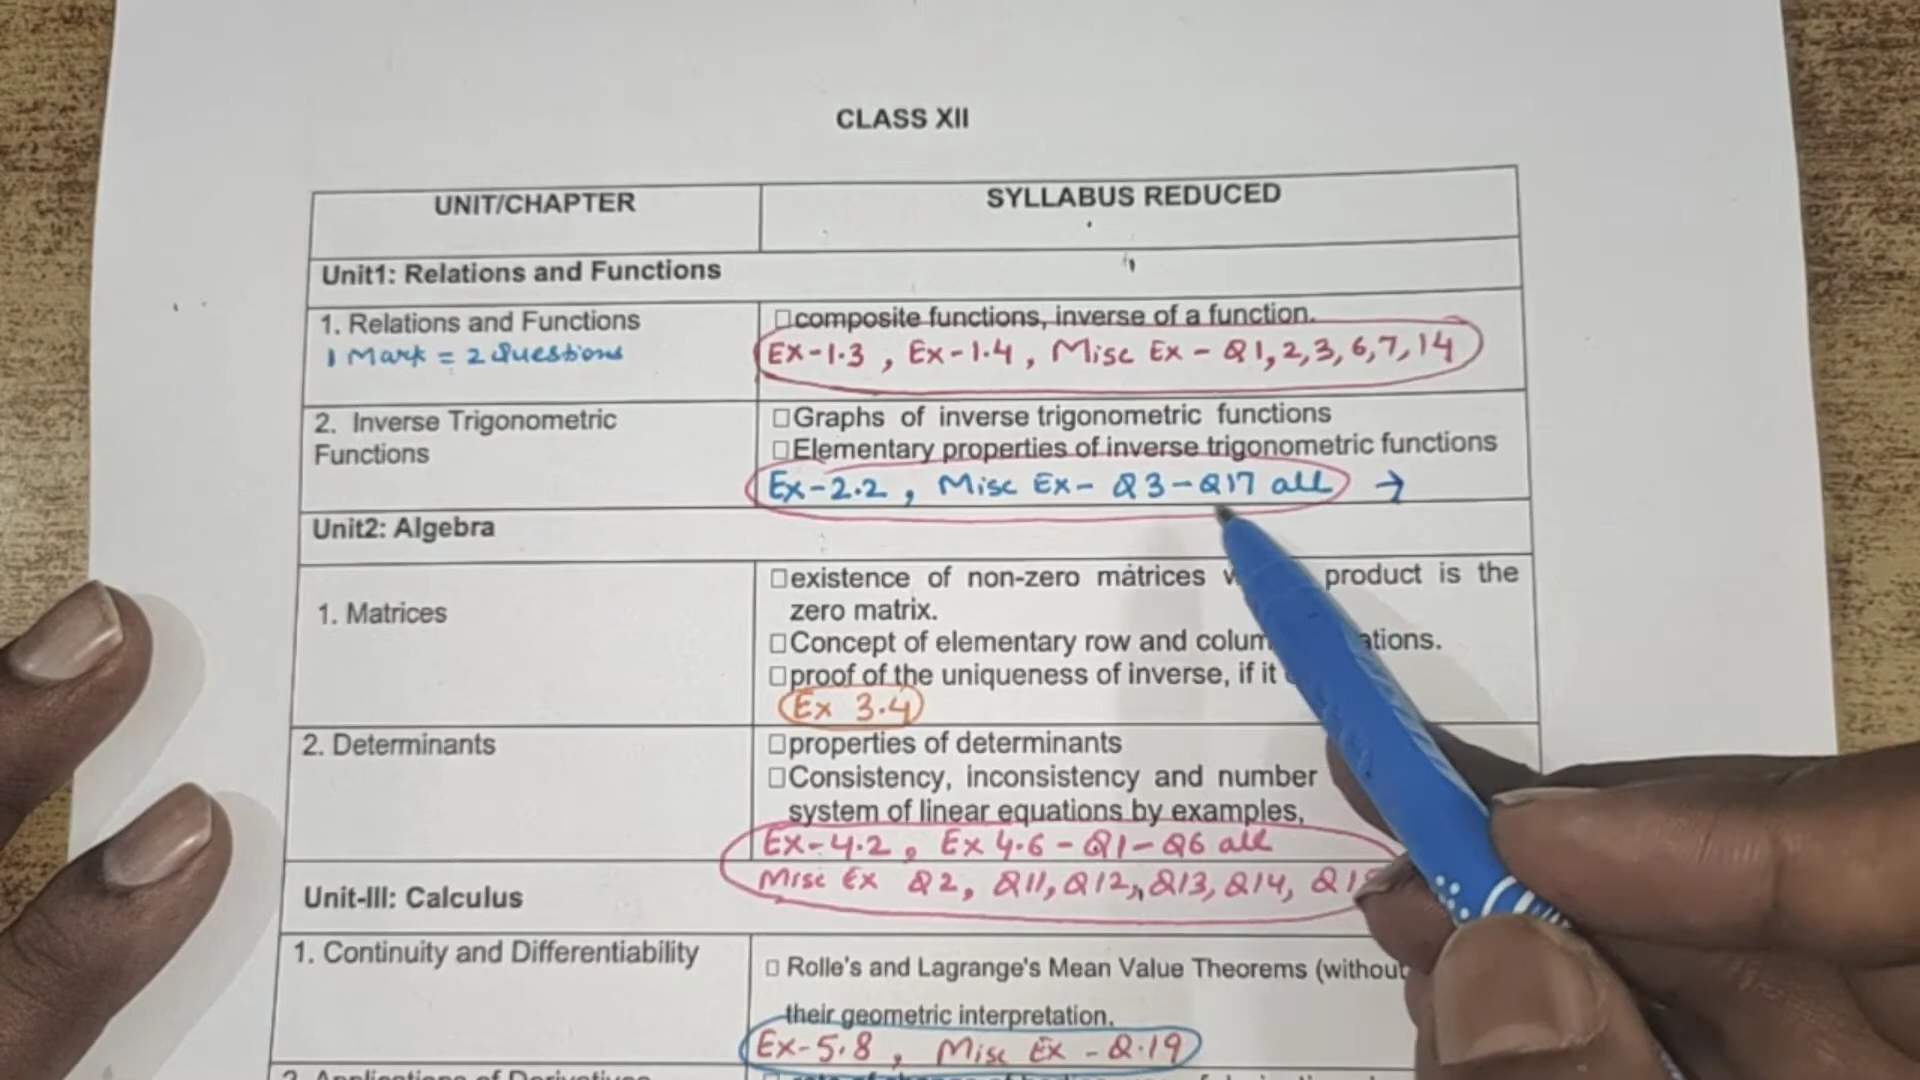 CLASS XII
UNIT/CHAPTER
SYLLABUS REDUCED
Unit1: Relations and Functions
1. Relations and Functions
1 Mark = 2 Questions
composite functions, inverse of a function.
Ex-1.3, Ex-1.4, Misc Ex - Q1,2,3,6,7,14
2. Inverse Trigonometric
Functions
Graphs of inverse trigonometric functions
Elementary properties of inverse trigonometric functions
Ex-2.2, Misc Ex- Q3-Q17 all →
Unit2: Algebra
1. Matrices
existence of non-zero matrices product is the
zero matrix.
Concept of elementary row and colum
proof of the uniqueness of inverse, if it
Ex 3.4
2. Determinants
properties of determinants
Consistency, inconsistency and number
system of linear equations by examples,
Ex-4.2, Ex 4.6 - Q1-Q6 all
Misc Ex Q2, Q11, Q12, Q13, Q14,
Unit-III: Calculus
1. Continuity and Differentiability
Rolle's and Lagrange's Mean Value Theorems (without
their geometric interpretation.
Ex-5.8, Misc Ex - Q.19
2. Applications of Derivatives